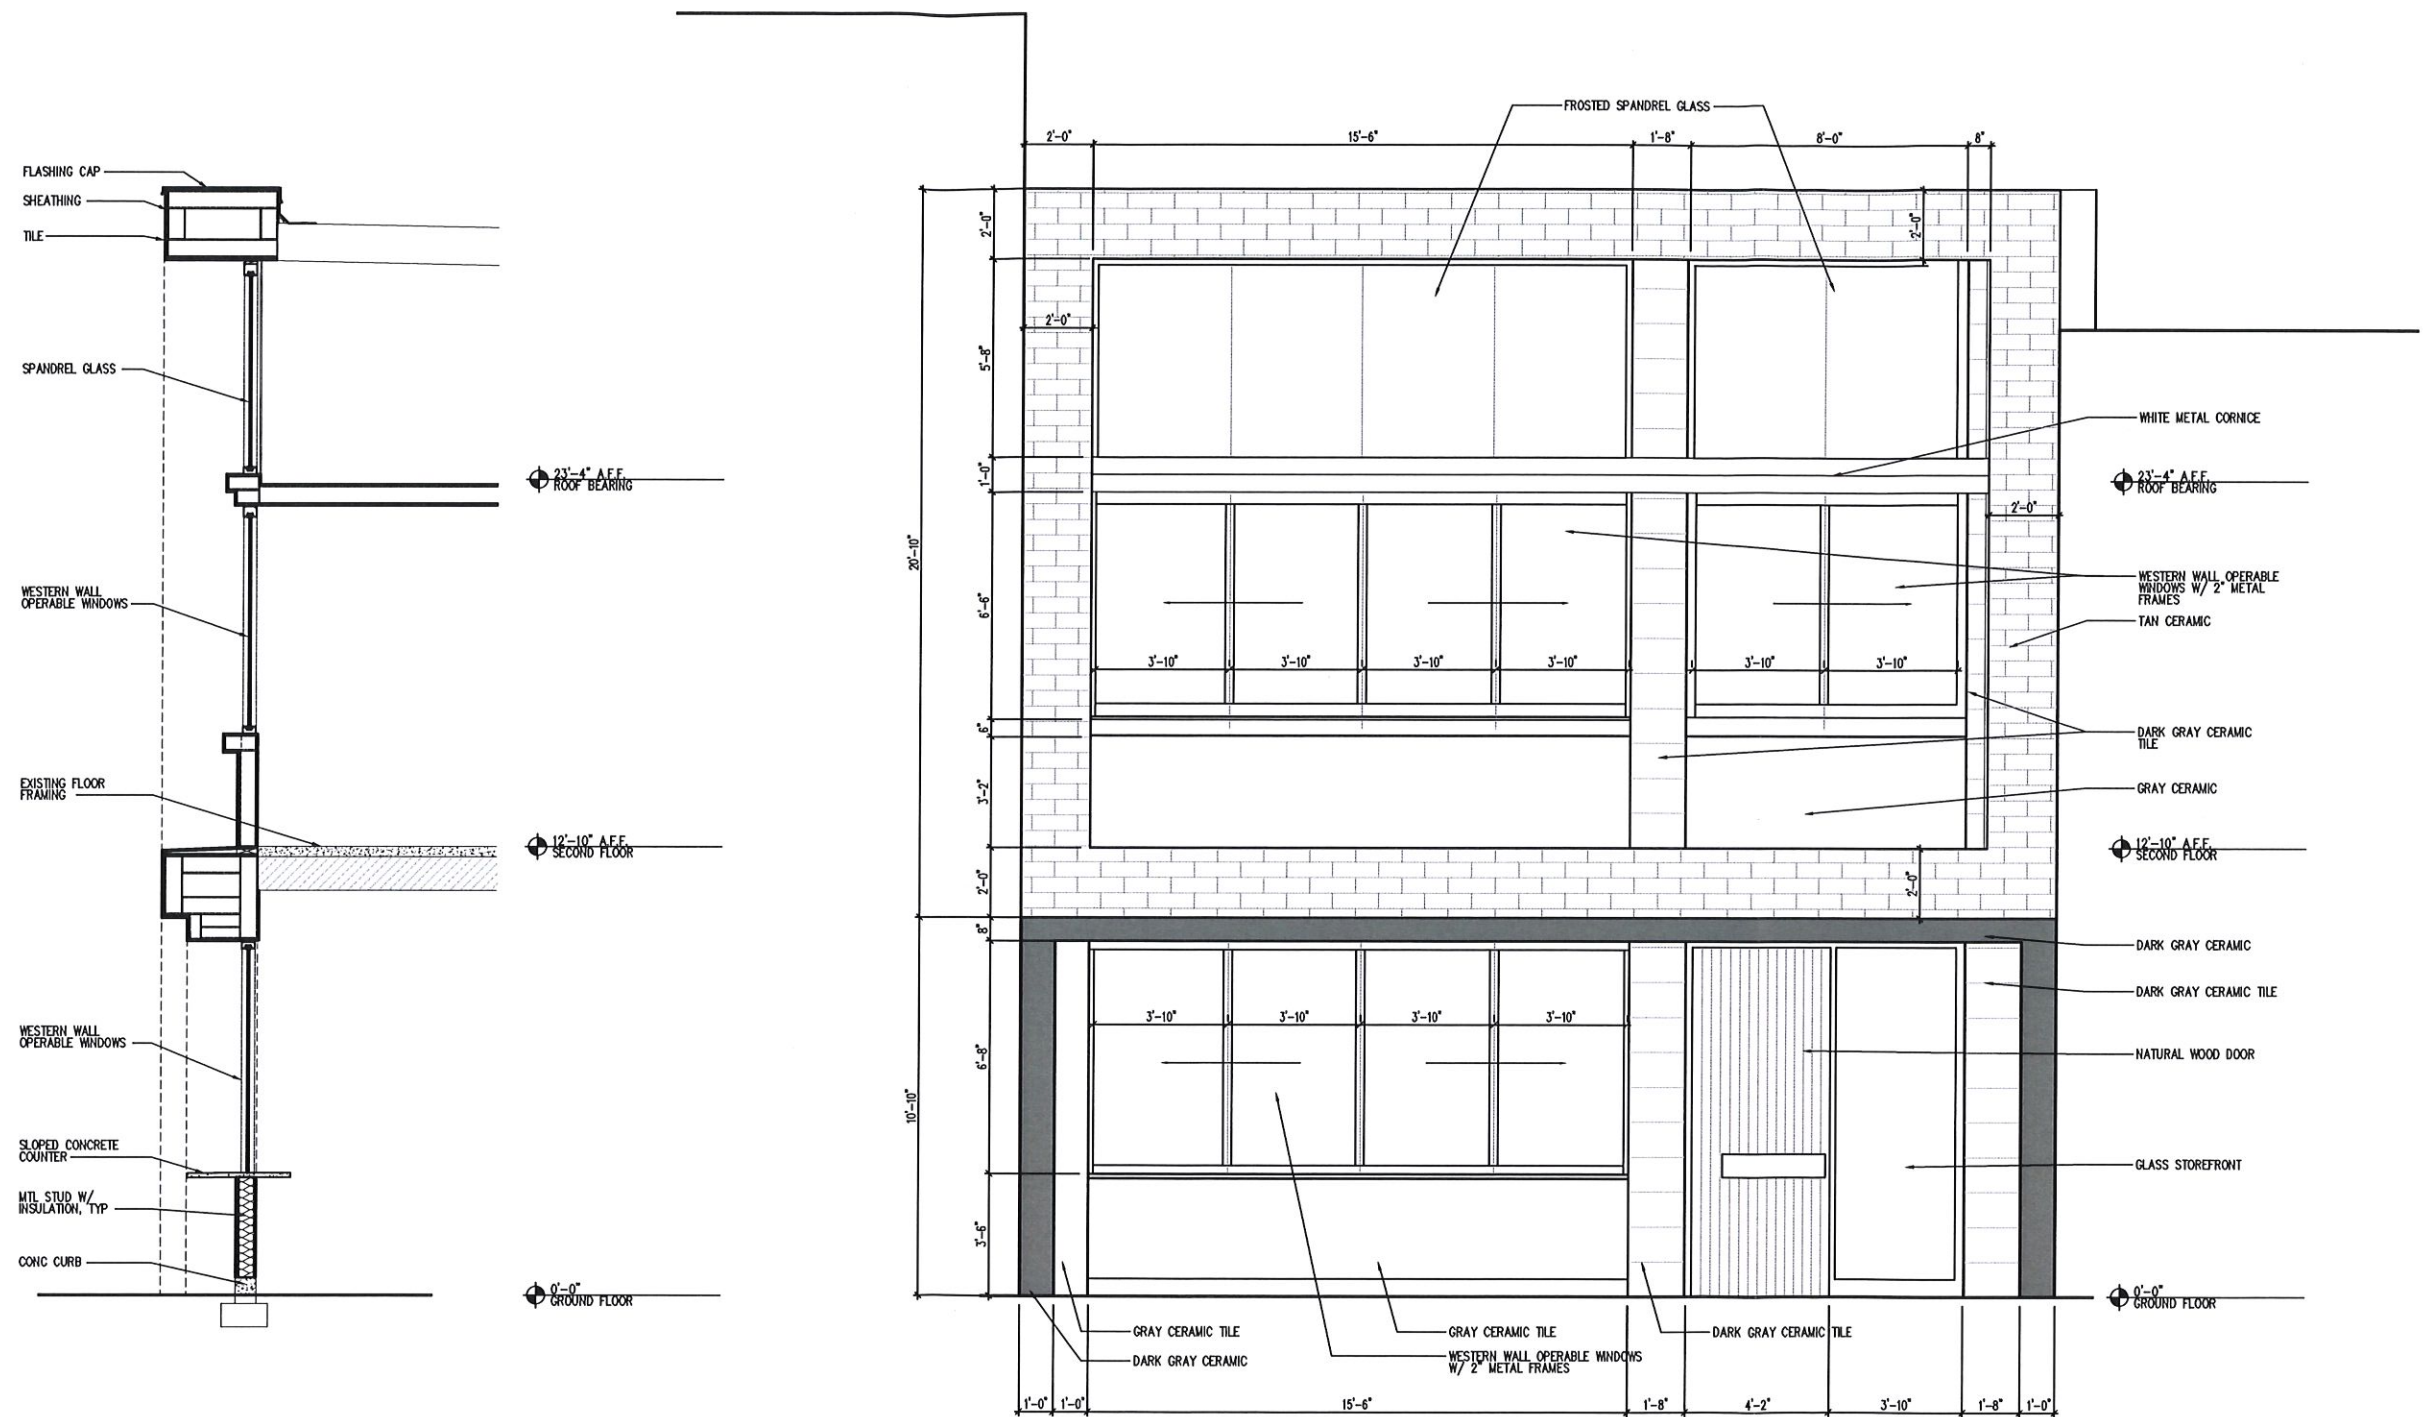 FLASHING CAP
SHEATHING
TILE
SPANDREL GLASS
23'-4" A.F.F.
ROOF BEARING
WESTERN WALL
OPERABLE WINDOWS
EXISTING FLOOR
FRAMING
12'-10" A.F.F.
SECOND FLOOR
WESTERN WALL
OPERABLE WINDOWS
SLOPED CONCRETE
COUNTER
MTL STUD W/
INSULATION, TYP
CONC CURB
0'-0"
GROUND FLOOR
FROSTED SPANDREL GLASS
2'-0" 15'-6" 1'-8" 8'-0" 8"
2'-0"
2'-0"
2'-0"
5'-8"
WHITE METAL CORNICE
1'-0"
23'-4" A.F.F.
ROOF BEARING
2'-0"
20'-10"
WESTERN WALL OPERABLE
WINDOWS W/ 2" METAL
FRAMES
6'-6"
TAN CERAMIC
3'-10" 3'-10" 3'-10" 3'-10" 3'-10" 3'-10"
6"
DARK GRAY CERAMIC
TILE
3'-2"
GRAY CERAMIC
12'-10" A.F.F.
SECOND FLOOR
2'-0"
2'-0"
8"
DARK GRAY CERAMIC
DARK GRAY CERAMIC TILE
3'-10" 3'-10" 3'-10" 3'-10"
6'-8"
NATURAL WOOD DOOR
10'-10"
GLASS STOREFRONT
3'-6"
0'-0"
GROUND FLOOR
GRAY CERAMIC TILE
DARK GRAY CERAMIC
GRAY CERAMIC TILE
WESTERN WALL OPERABLE WINDOWS
W/ 2" METAL FRAMES
DARK GRAY CERAMIC TILE
1'-0" 1'-0" 15'-6" 1'-8" 4'-2" 3'-10" 1'-8" 1'-0"